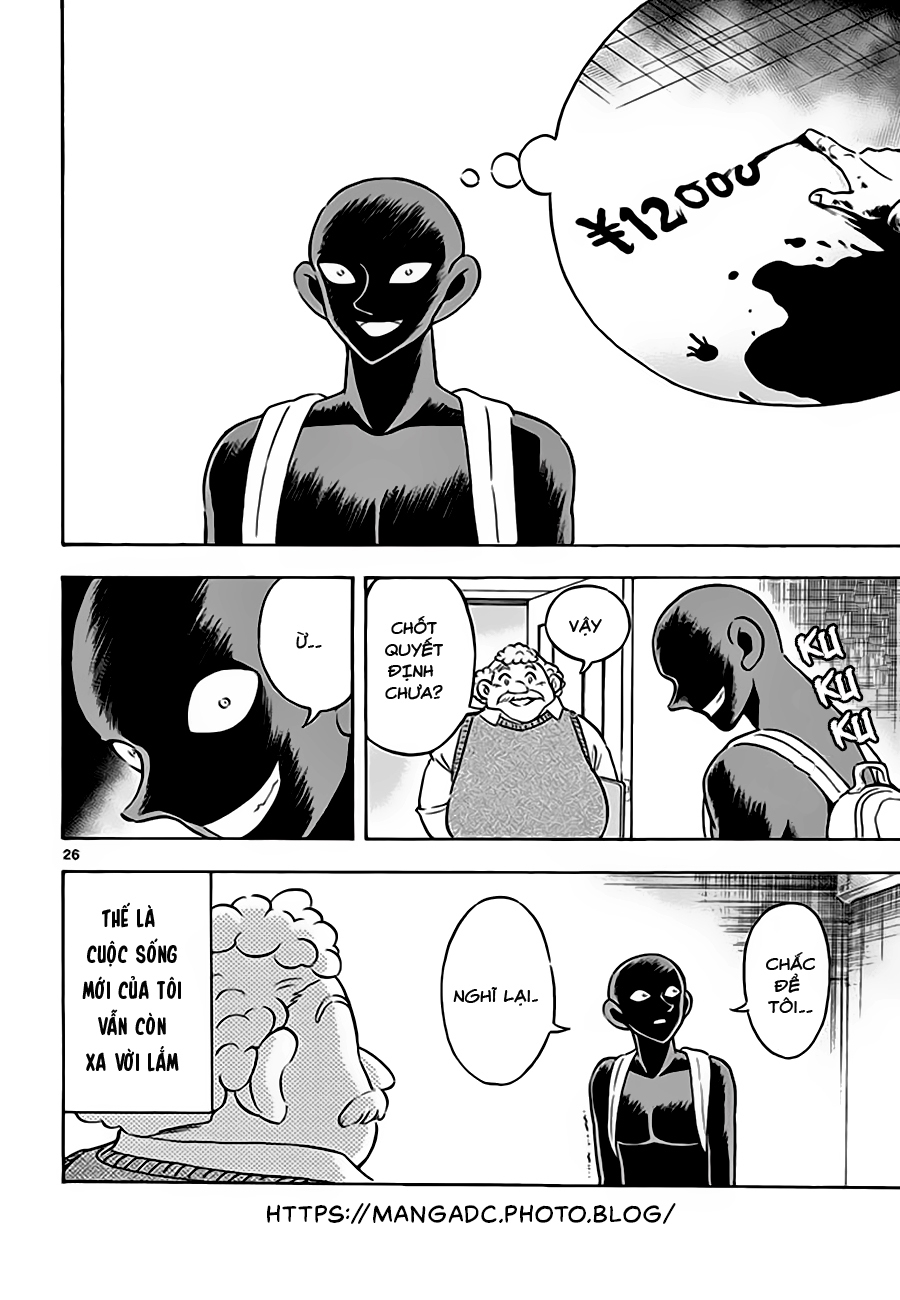 ¥12000
KU
KU
KU
VẬY
CHỐT
QUYẾT
ĐỊNH
CHƯA?
Ừ...
26
CHẮC
ĐỂ
TÔI...
NGHĨ LẠI..
THẾ LÀ
CUỘC SỐNG
MỚI CỦA TÔI
VẪN CÒN
XA VỜI LẮM
HTTPS://MANGADC.PHOTO.BLOG/